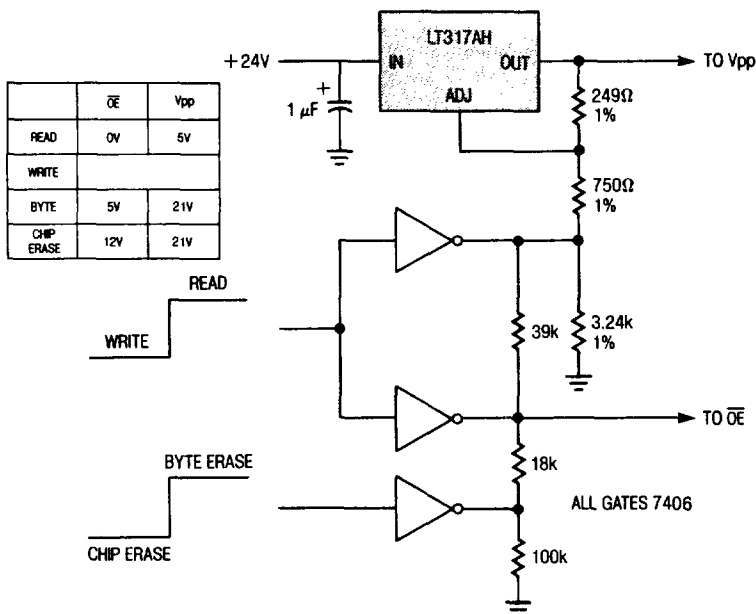 LT317AH
+24V
IN
OUT
TO Vpp
ADJ
+
1 µF
249Ω
1%
750Ω
1%
OE Vpp
READ 0V 5V
WRITE
BYTE 5V 21V
CHIP ERASE 12V 21V
READ
WRITE
39k
3.24k
1%
TO OE
18k
BYTE ERASE
CHIP ERASE
ALL GATES 7406
100k